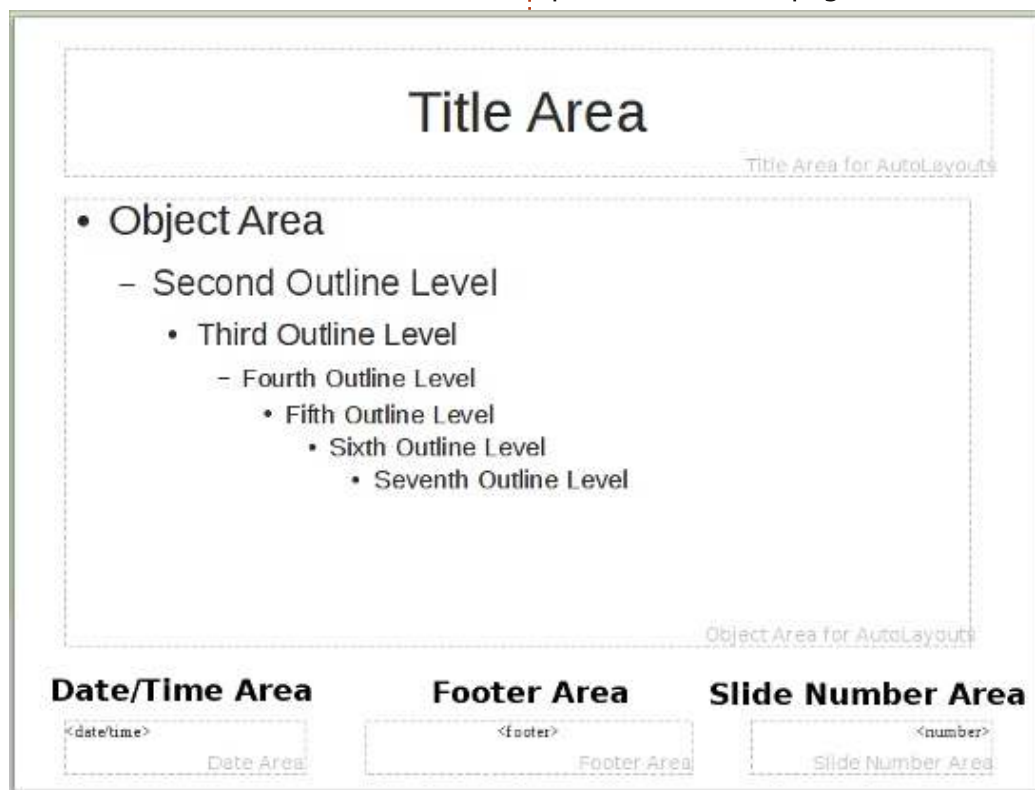 Title Area
Title Area for AutoLayouts
• Object Area
– Second Outline Level
• Third Outline Level
– Fourth Outline Level
• Fifth Outline Level
• Sixth Outline Level
• Seventh Outline Level
Object Area for AutoLayouts
Date/Time Area Footer Area Slide Number Area
<date/time> <footer> <number>
Date Area Footer Area Slide Number Area